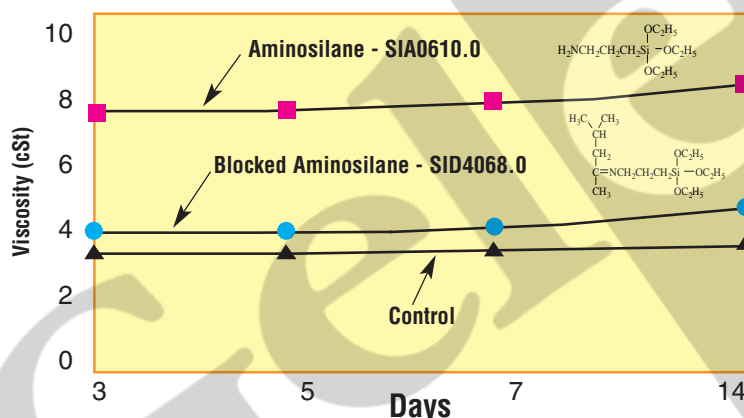 10
8
6
4
2
0
Viscosity (cSt)
Aminosilane - SIA0610.0
OC2H5
H2NCH2CH2CH2Si—OC2H5
OC2H5
H3C CH3
CH
CH2
C=NCH2CH2CH2Si—OC2H5
OC2H5
OC2H5
CH3
Blocked Aminosilane - SID4068.0
Control
3 5 7 14
Days